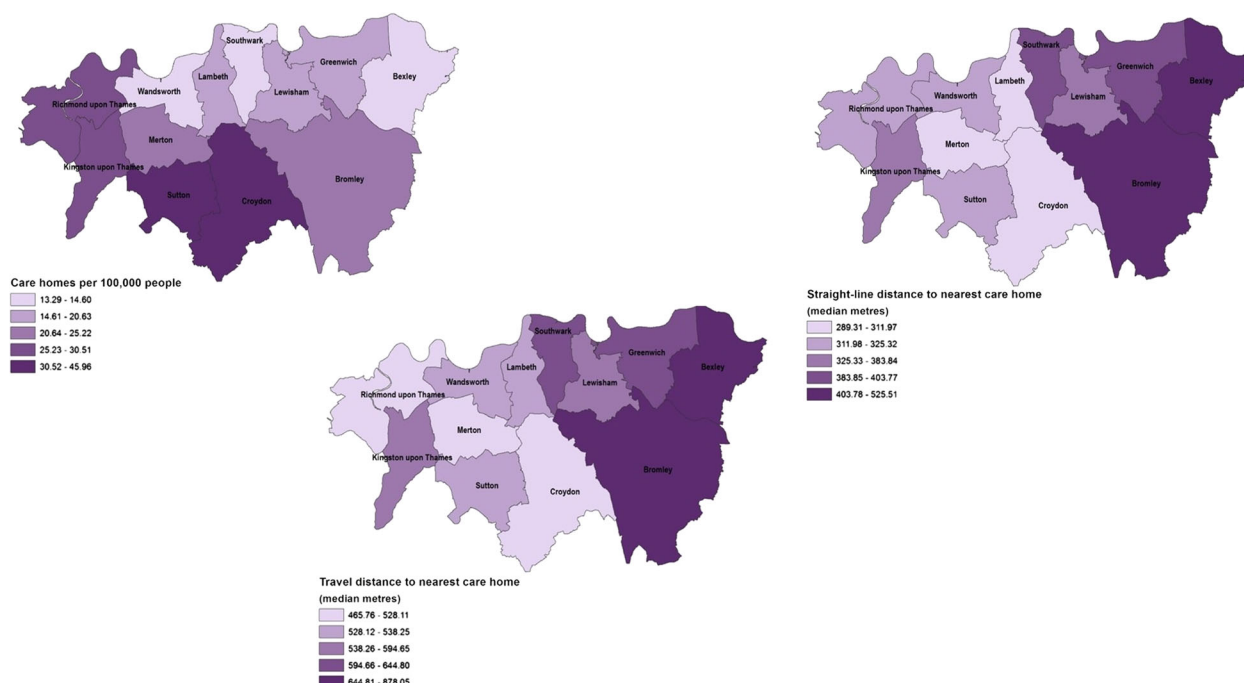 Southwark
Greenwich
Bexley
Lambeth
Wandsworth
Lewisham
Richmond upon Thames
Merton
Kingston upon Thames
Bromley
Sutton
Croydon
Care homes per 100,000 people
13.29 - 14.60
14.61 - 20.63
20.64 - 25.22
25.23 - 30.51
30.52 - 45.96
Southwark
Greenwich
Bexley
Lambeth
Wandsworth
Lewisham
Richmond upon Thames
Merton
Kingston upon Thames
Bromley
Sutton
Croydon
Straight-line distance to nearest care home
(median metres)
289.31 - 311.97
311.98 - 325.32
325.33 - 383.84
383.85 - 403.77
403.78 - 525.51
Southwark
Greenwich
Bexley
Lambeth
Wandsworth
Lewisham
Richmond upon Thames
Merton
Kingston upon Thames
Bromley
Sutton
Croydon
Travel distance to nearest care home
(median metres)
465.76 - 528.11
528.12 - 538.25
538.26 - 594.65
594.66 - 644.80
644.81 - 878.05